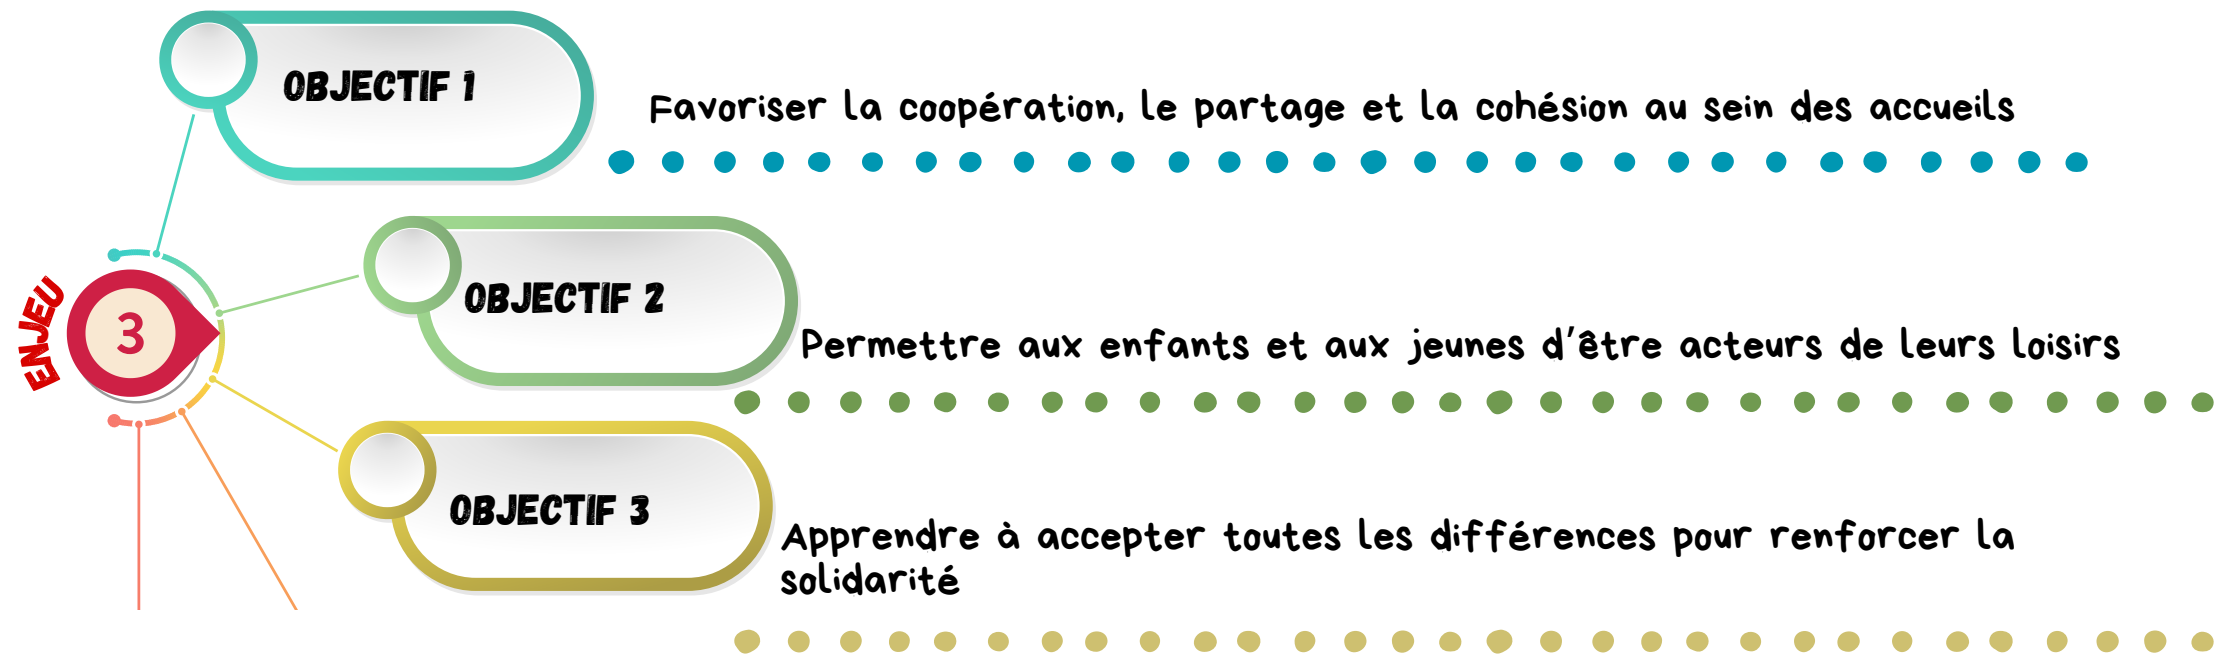 OBJECTIF 1
Favoriser la coopération, le partage et la cohésion au sein des accueils
ENJEU
3
OBJECTIF 2
Permettre aux enfants et aux jeunes d'être acteurs de leurs loisirs
OBJECTIF 3
Apprendre à accepter toutes les différences pour renforcer la
solidarité